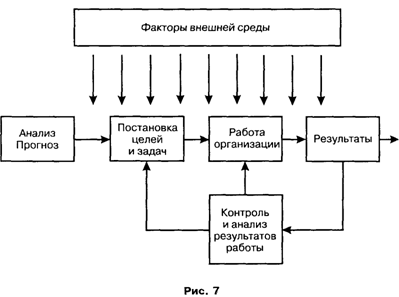 Факторы внешней среды
Анализ
Прогноз
Постановка
целей
и задач
Работа
организации
Результаты
Контроль
и анализ
результатов
работы
Рис. 7